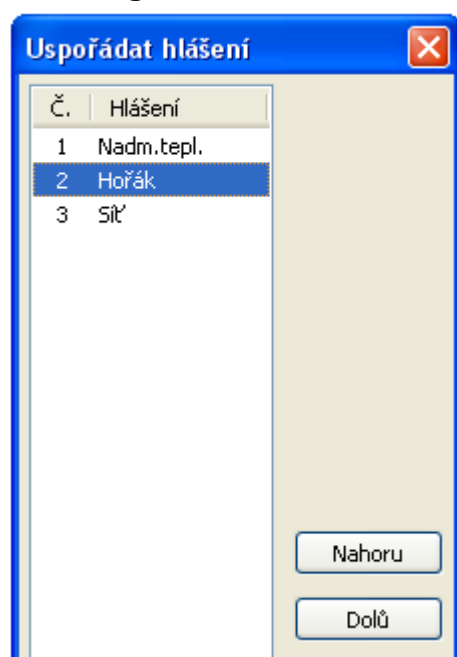 Uspořádat hlášení
Č. Hlášení
1 Nadm.tepl.
2 Hořák
3 Síť
Nahoru
Dolů